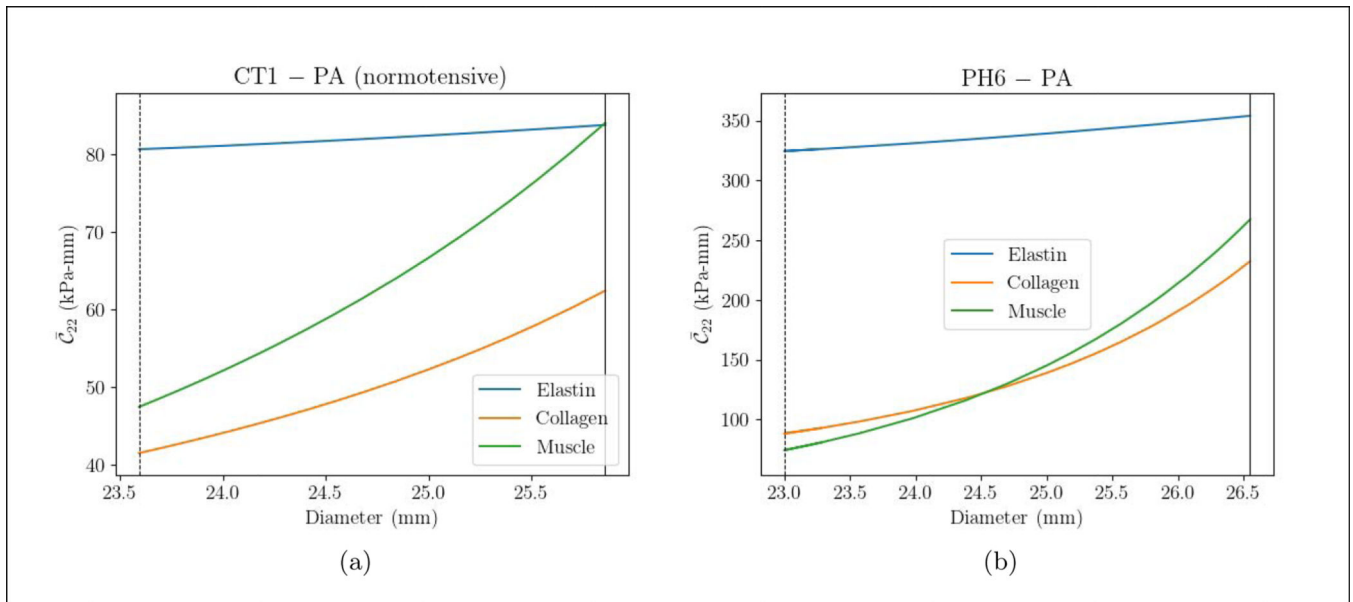 CT1 − PA (normotensive)
80
70
60
50
40
C̄₂₂ (kPa-mm)
Elastin
Collagen
Muscle
23.5 24.0 24.5 25.0 25.5
Diameter (mm)
(a)
PH6 − PA
350
300
250
200
150
100
C̄₂₂ (kPa-mm)
Elastin
Collagen
Muscle
23.0 23.5 24.0 24.5 25.0 25.5 26.0 26.5
Diameter (mm)
(b)